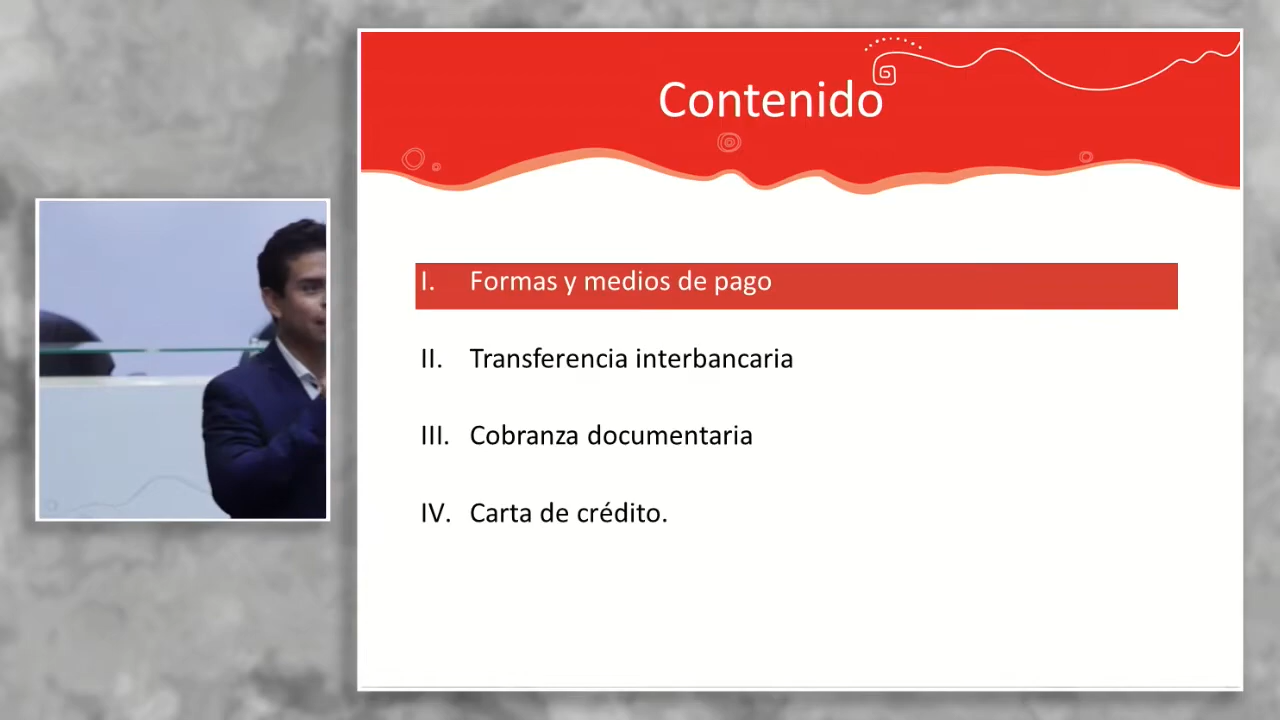 Contenido
I. Formas y medios de pago
II. Transferencia interbancaria
III. Cobranza documentaria
IV. Carta de crédito.